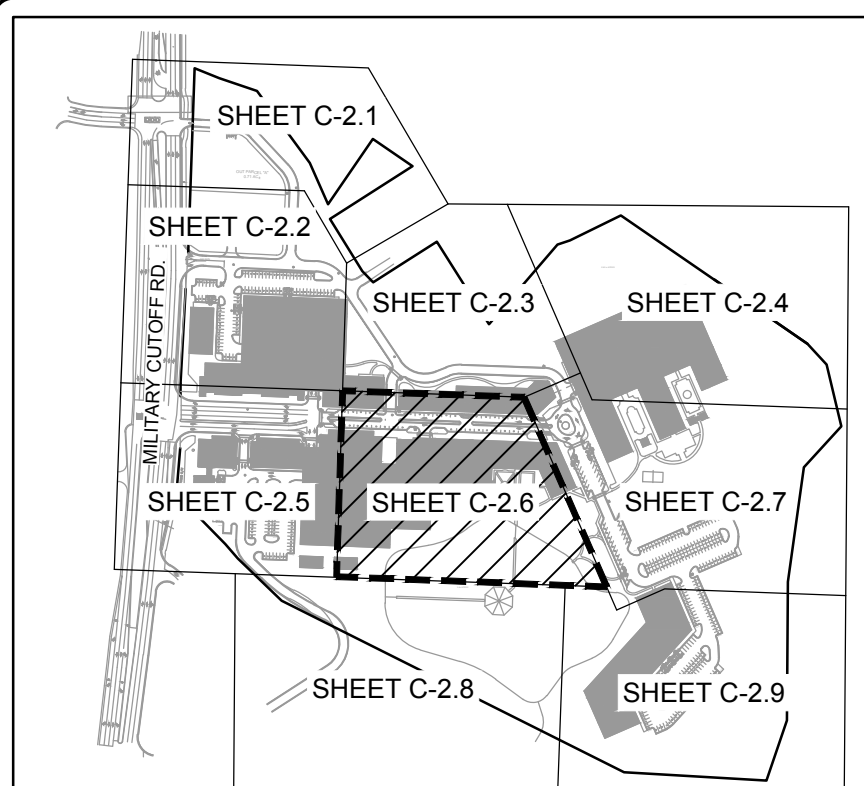 SHEET C-2.1
SHEET C-2.2
MILITARY CUTOFF RD.
SHEET C-2.3
SHEET C-2.4
SHEET C-2.5
SHEET C-2.6
SHEET C-2.7
SHEET C-2.8
SHEET C-2.9